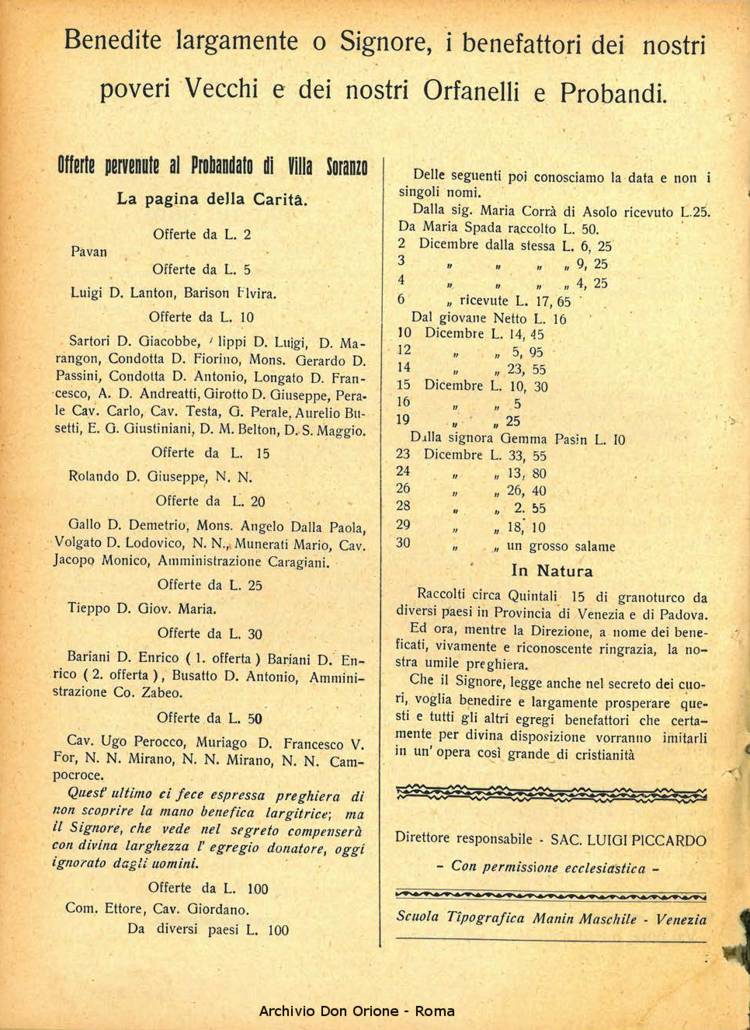 Benedite largamente o Signore, i benefattori dei nostri
poveri Vecchi e dei nostri Orfanelli e Probandi.
Offerte pervenute al Probandato di Villa Soranzo
La pagina della Carità.
Offerte da L. 2
Pavan
Offerte da L. 5
Luigi D. Lanton, Barison Elvira.
Offerte da L. 10
Sartori D. Giacobbe, lippi D. Luigi, D. Ma-
rangon, Condotta D. Fiorino, Mons. Gerardo D.
Passini, Condotta D. Antonio, Longato D. Fran-
cesco, A. D. Andreatti, Girotto D. Giuseppe, Pera-
le Cav. Carlo, Cav. Testa, G. Perale, Aurelio Bu-
setti, E. G. Giustiniani, D. M. Belton, D. S. Maggio.
Offerte da L. 15
Rolando D. Giuseppe, N. N.
Offerte da L. 20
Gallo D. Demetrio, Mons. Angelo Dalla Paola,
Volgato D. Lodovico, N. N., Munerati Mario, Cav.
Jacopo Monico, Amministrazione Caragiani.
Offerte da L. 25
Tieppo D. Giov. Maria.
Offerte da L. 30
Bariani D. Enrico ( 1. offerta ) Bariani D. En-
rico ( 2. offerta ), Busatto D. Antonio, Ammini-
strazione Co. Zabeo.
Offerte da L. 50
Cav. Ugo Perocco, Muriago D. Francesco V.
For, N. N. Mirano, N. N. Mirano, N. N. Cam-
pocroce.
Quest' ultimo ci fece espressa preghiera di
non scoprire la mano benefica largitrice; ma
il Signore, che vede nel segreto compenserà
con divina larghezza l' egregio donatore, oggi
ignorato dagli uomini.
Offerte da L. 100
Com. Ettore, Cav. Giordano.
Da diversi paesi L. 100
Delle seguenti poi conosciamo la data e non i
singoli nomi.
Dalla sig. Maria Corrà di Asolo ricevuto L.25.
Da Maria Spada raccolto L. 50.
2 Dicembre dalla stessa L. 6, 25
3 „ „ „ „ 9, 25
4 „ „ „ „ 4, 25
6 „ ricevute L. 17, 65
Dal giovane Netto L. 16
10 Dicembre L. 14, 45
12 „ „ 5, 95
14 „ „ 23, 55
15 Dicembre L. 10, 30
16 „ „ 5
19 „ „ 25
Dalla signora Gemma Pasin L. 10
23 Dicembre L. 33, 55
24 „ „ 13, 80
26 „ „ 26, 40
28 „ „ 2. 55
29 „ „ 18, 10
30 „ „ un grosso salame
In Natura
Raccolti circa Quintali 15 di granoturco da
diversi paesi in Provincia di Venezia e di Padova.
Ed ora, mentre la Direzione, a nome dei bene-
ficati, vivamente e riconoscente ringrazia, la no-
stra umile preghiera.
Che il Signore, legge anche nel secreto dei cuo-
ri, voglia benedire e largamente prosperare que-
sti e tutti gli altri egregi benefattori che certa-
mente per divina disposizione vorranno imitarli
in un' opera così grande di cristianità
Direttore responsabile - SAC. LUIGI PICCARDO
- Con permissione ecclesiastica -
Scuola Tipografica Manin Maschile - Venezia
Archivio Don Orione - Roma